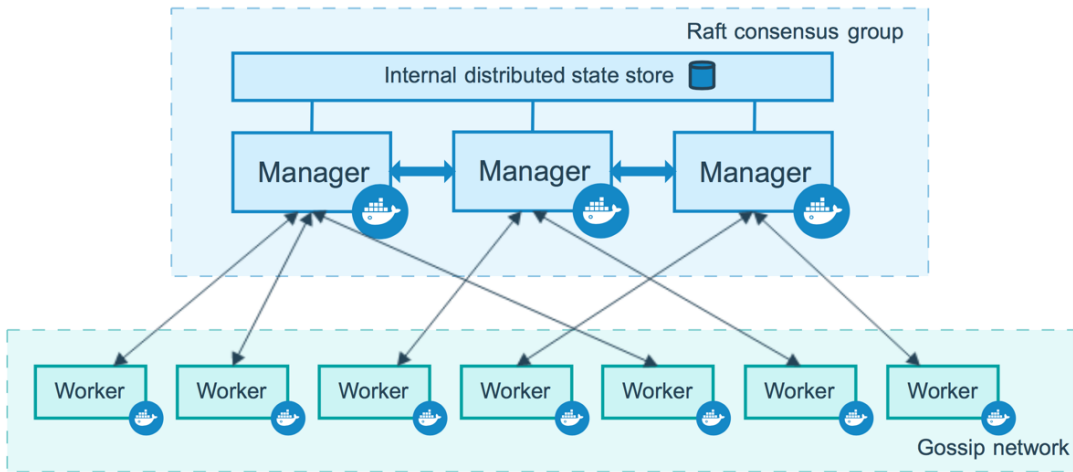 Raft consensus group
Internal distributed state store
Manager
Manager
Manager
Worker
Worker
Worker
Worker
Worker
Worker
Worker
Gossip network